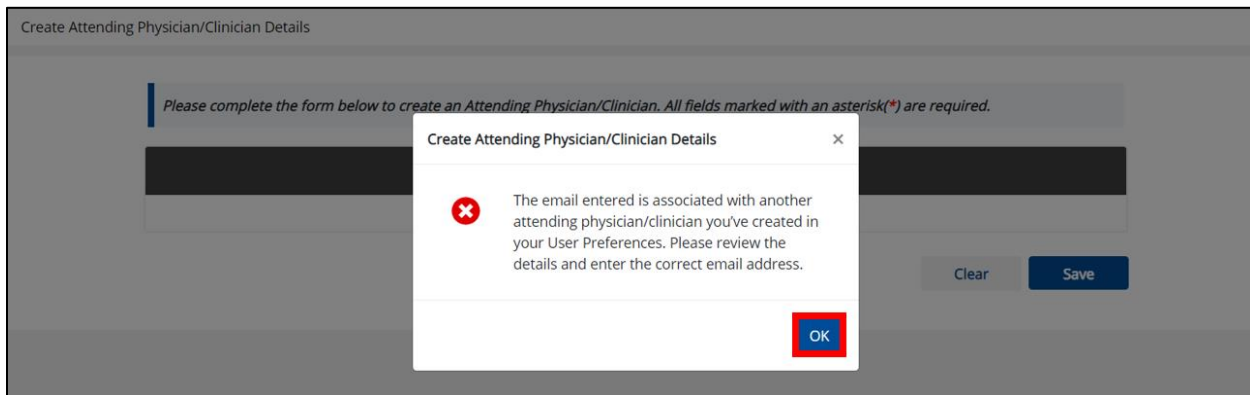 Create Attending Physician/Clinician Details
Please complete the form below to create an Attending Physician/Clinician. All fields marked with an asterisk(*) are required.
Create Attending Physician/Clinician Details ×
The email entered is associated with another
attending physician/clinician you've created in
your User Preferences. Please review the
details and enter the correct email address.
Clear Save
OK